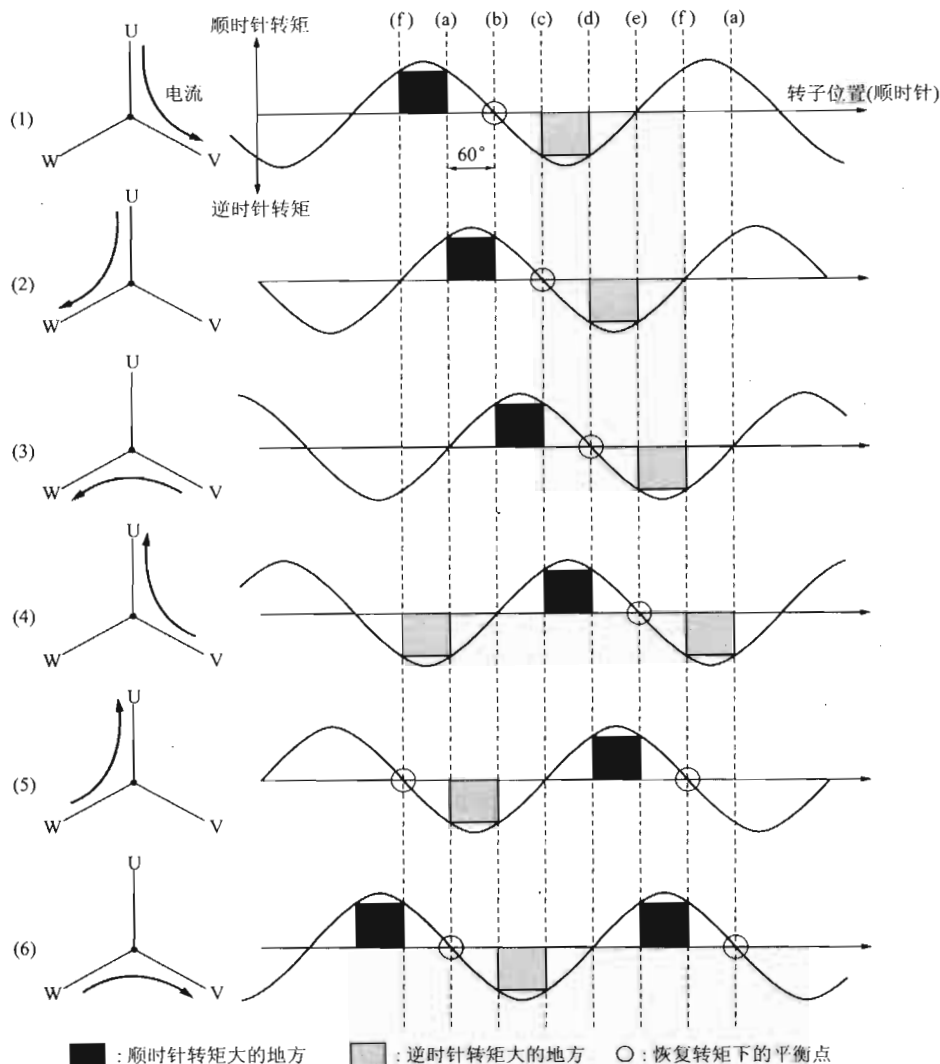 (f) (a) (b) (c) (d) (e) (f) (a)
顺时针转矩
U
电流
转子位置(顺时针)
(1)
W V
60°
逆时针转矩
U
(2)
W V
U
(3)
W V
U
(4)
W V
U
(5)
W V
U
(6)
W V
:顺时针转矩大的地方 :逆时针转矩大的地方 :恢复转矩下的平衡点